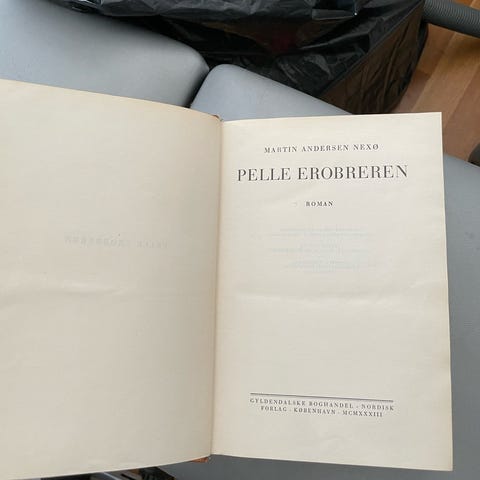 MARTIN ANDERSEN NEXØ
PELLE EROBREREN
ROMAN
GYLDENDALSKE BOGHANDEL · NORDISK
FORLAG · KØBENHAVN · MCMXXXIII